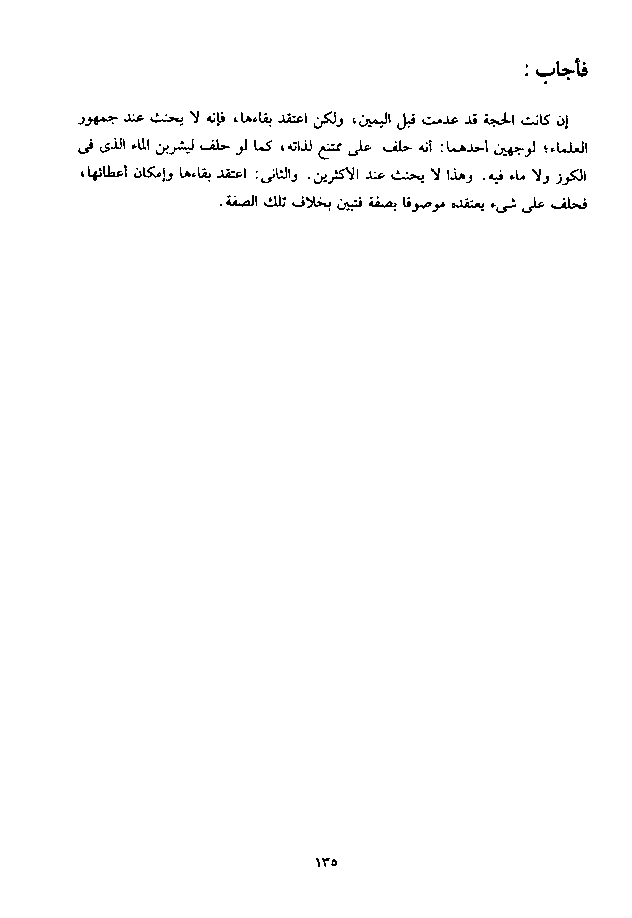 فأجاب :
إن كانت الحجة قد عدمت قبل اليمين، ولكن اعتقد بقاءها، فإنه لا يحنث عند جمهور
العلماء؛ لوجهين أحدهما: أنه حلف على ممتنع لذاته، كما لو حلف ليشربن الماء الذى فى
الكوز ولا ماء فيه. وهذا لا يحنث عند الأكثرين. والثانى: اعتقد بقاءها وإمكان أعطائها،
فحلف على شىء يعتقده موصوفا بصفة فتبين بخلاف تلك الصفة.
١٣٥